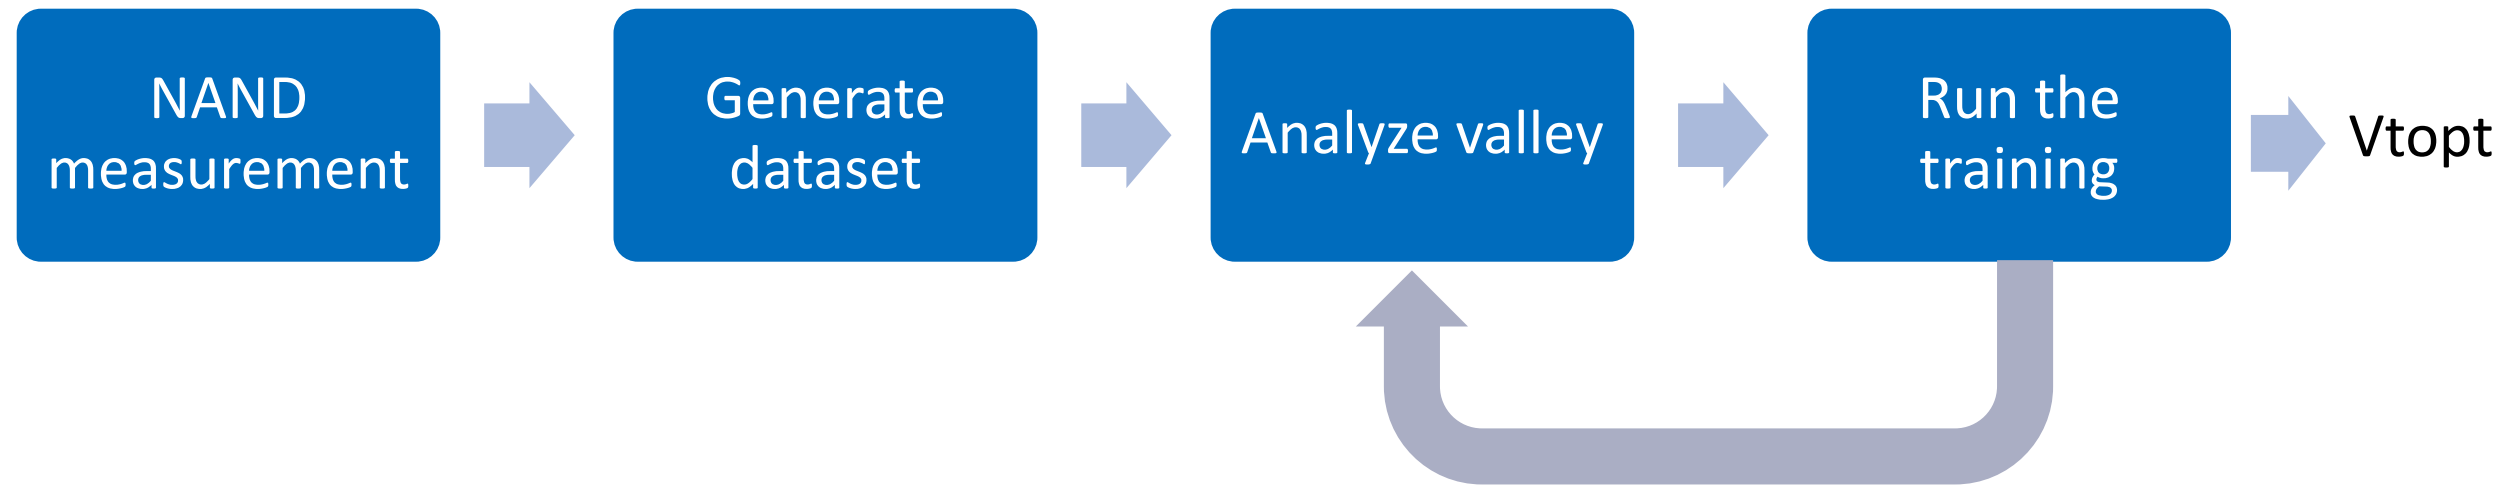 NAND
measurement
Generate
dataset
Analyze valley
Run the
training
Vtopt